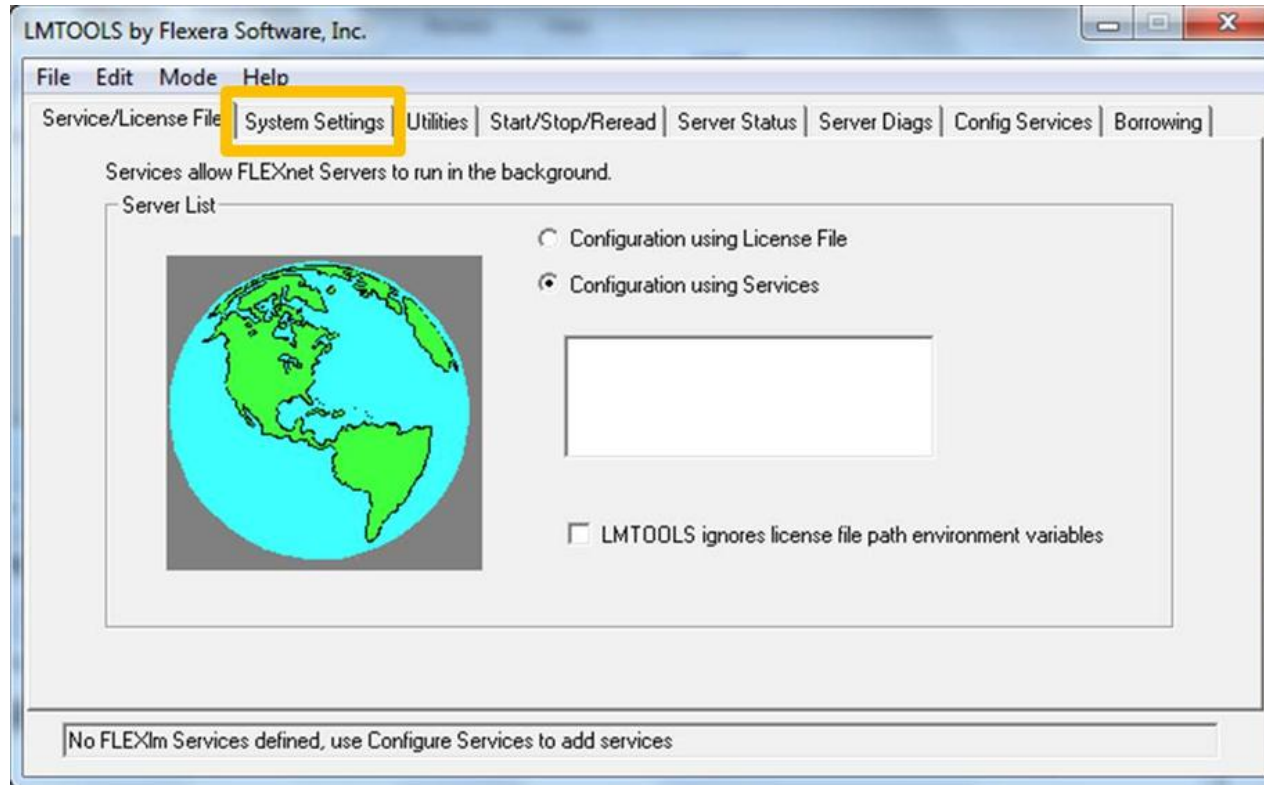 LMTOOLS by Flexera Software, Inc.
File Edit Mode Help
Service/License File System Settings Utilities Start/Stop/Reread Server Status Server Diags Config Services Borrowing
Services allow FLEXnet Servers to run in the background.
Server List
Configuration using License File
Configuration using Services
LMTOOLS ignores license file path environment variables
No FLEXlm Services defined, use Configure Services to add services